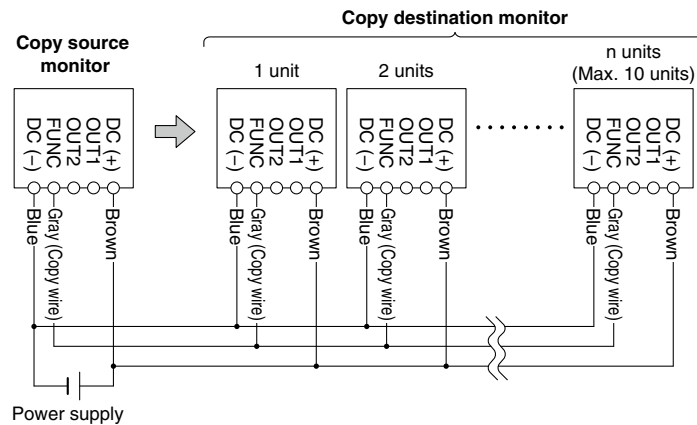 Copy destination monitor
Copy source
monitor
1 unit
2 units
n units
(Max. 10 units)
DC (+)
OUT1
OUT2
FUNC
DC (−)
DC (+)
OUT1
OUT2
FUNC
DC (−)
DC (+)
OUT1
OUT2
FUNC
DC (−)
DC (+)
OUT1
OUT2
FUNC
DC (−)
Blue
Gray (Copy wire)
Brown
Blue
Gray (Copy wire)
Brown
Blue
Gray (Copy wire)
Brown
Blue
Gray (Copy wire)
Brown
Power supply